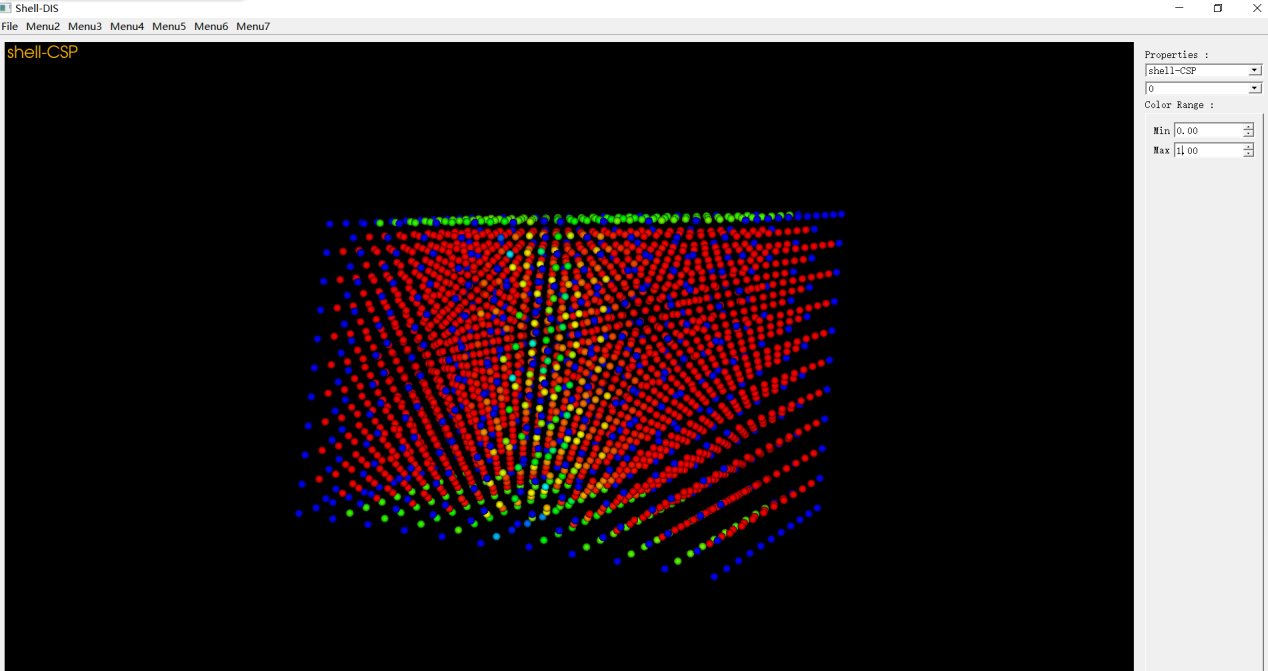 Shell-DIS
File Menu2 Menu3 Menu4 Menu5 Menu6 Menu7
shell-CSP
Properties :
shell-CSP
0
Color Range :
Min 0.00
Max 1.00